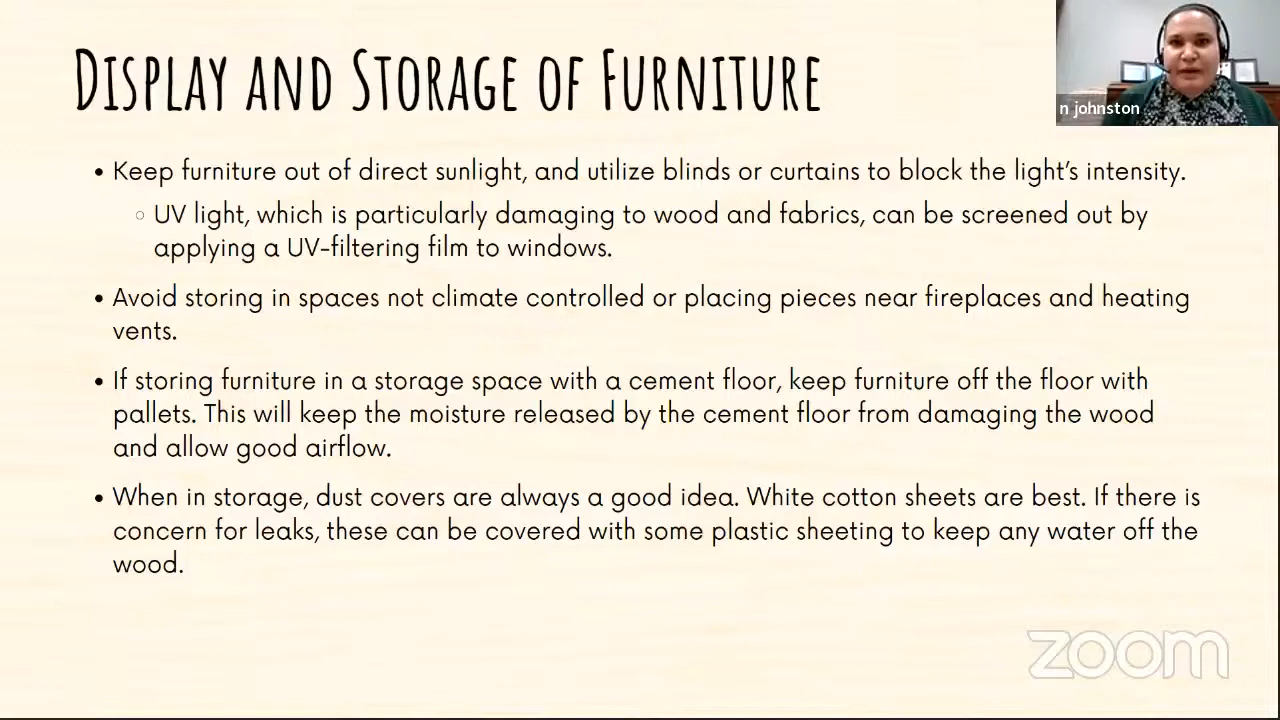 DISPLAY AND STORAGE OF FURNITURE
n johnston
• Keep furniture out of direct sunlight, and utilize blinds or curtains to block the light’s intensity.
◦ UV light, which is particularly damaging to wood and fabrics, can be screened out by
applying a UV-filtering film to windows.
• Avoid storing in spaces not climate controlled or placing pieces near fireplaces and heating
vents.
• If storing furniture in a storage space with a cement floor, keep furniture off the floor with
pallets. This will keep the moisture released by the cement floor from damaging the wood
and allow good airflow.
• When in storage, dust covers are always a good idea. White cotton sheets are best. If there is
concern for leaks, these can be covered with some plastic sheeting to keep any water off the
wood.
zoom